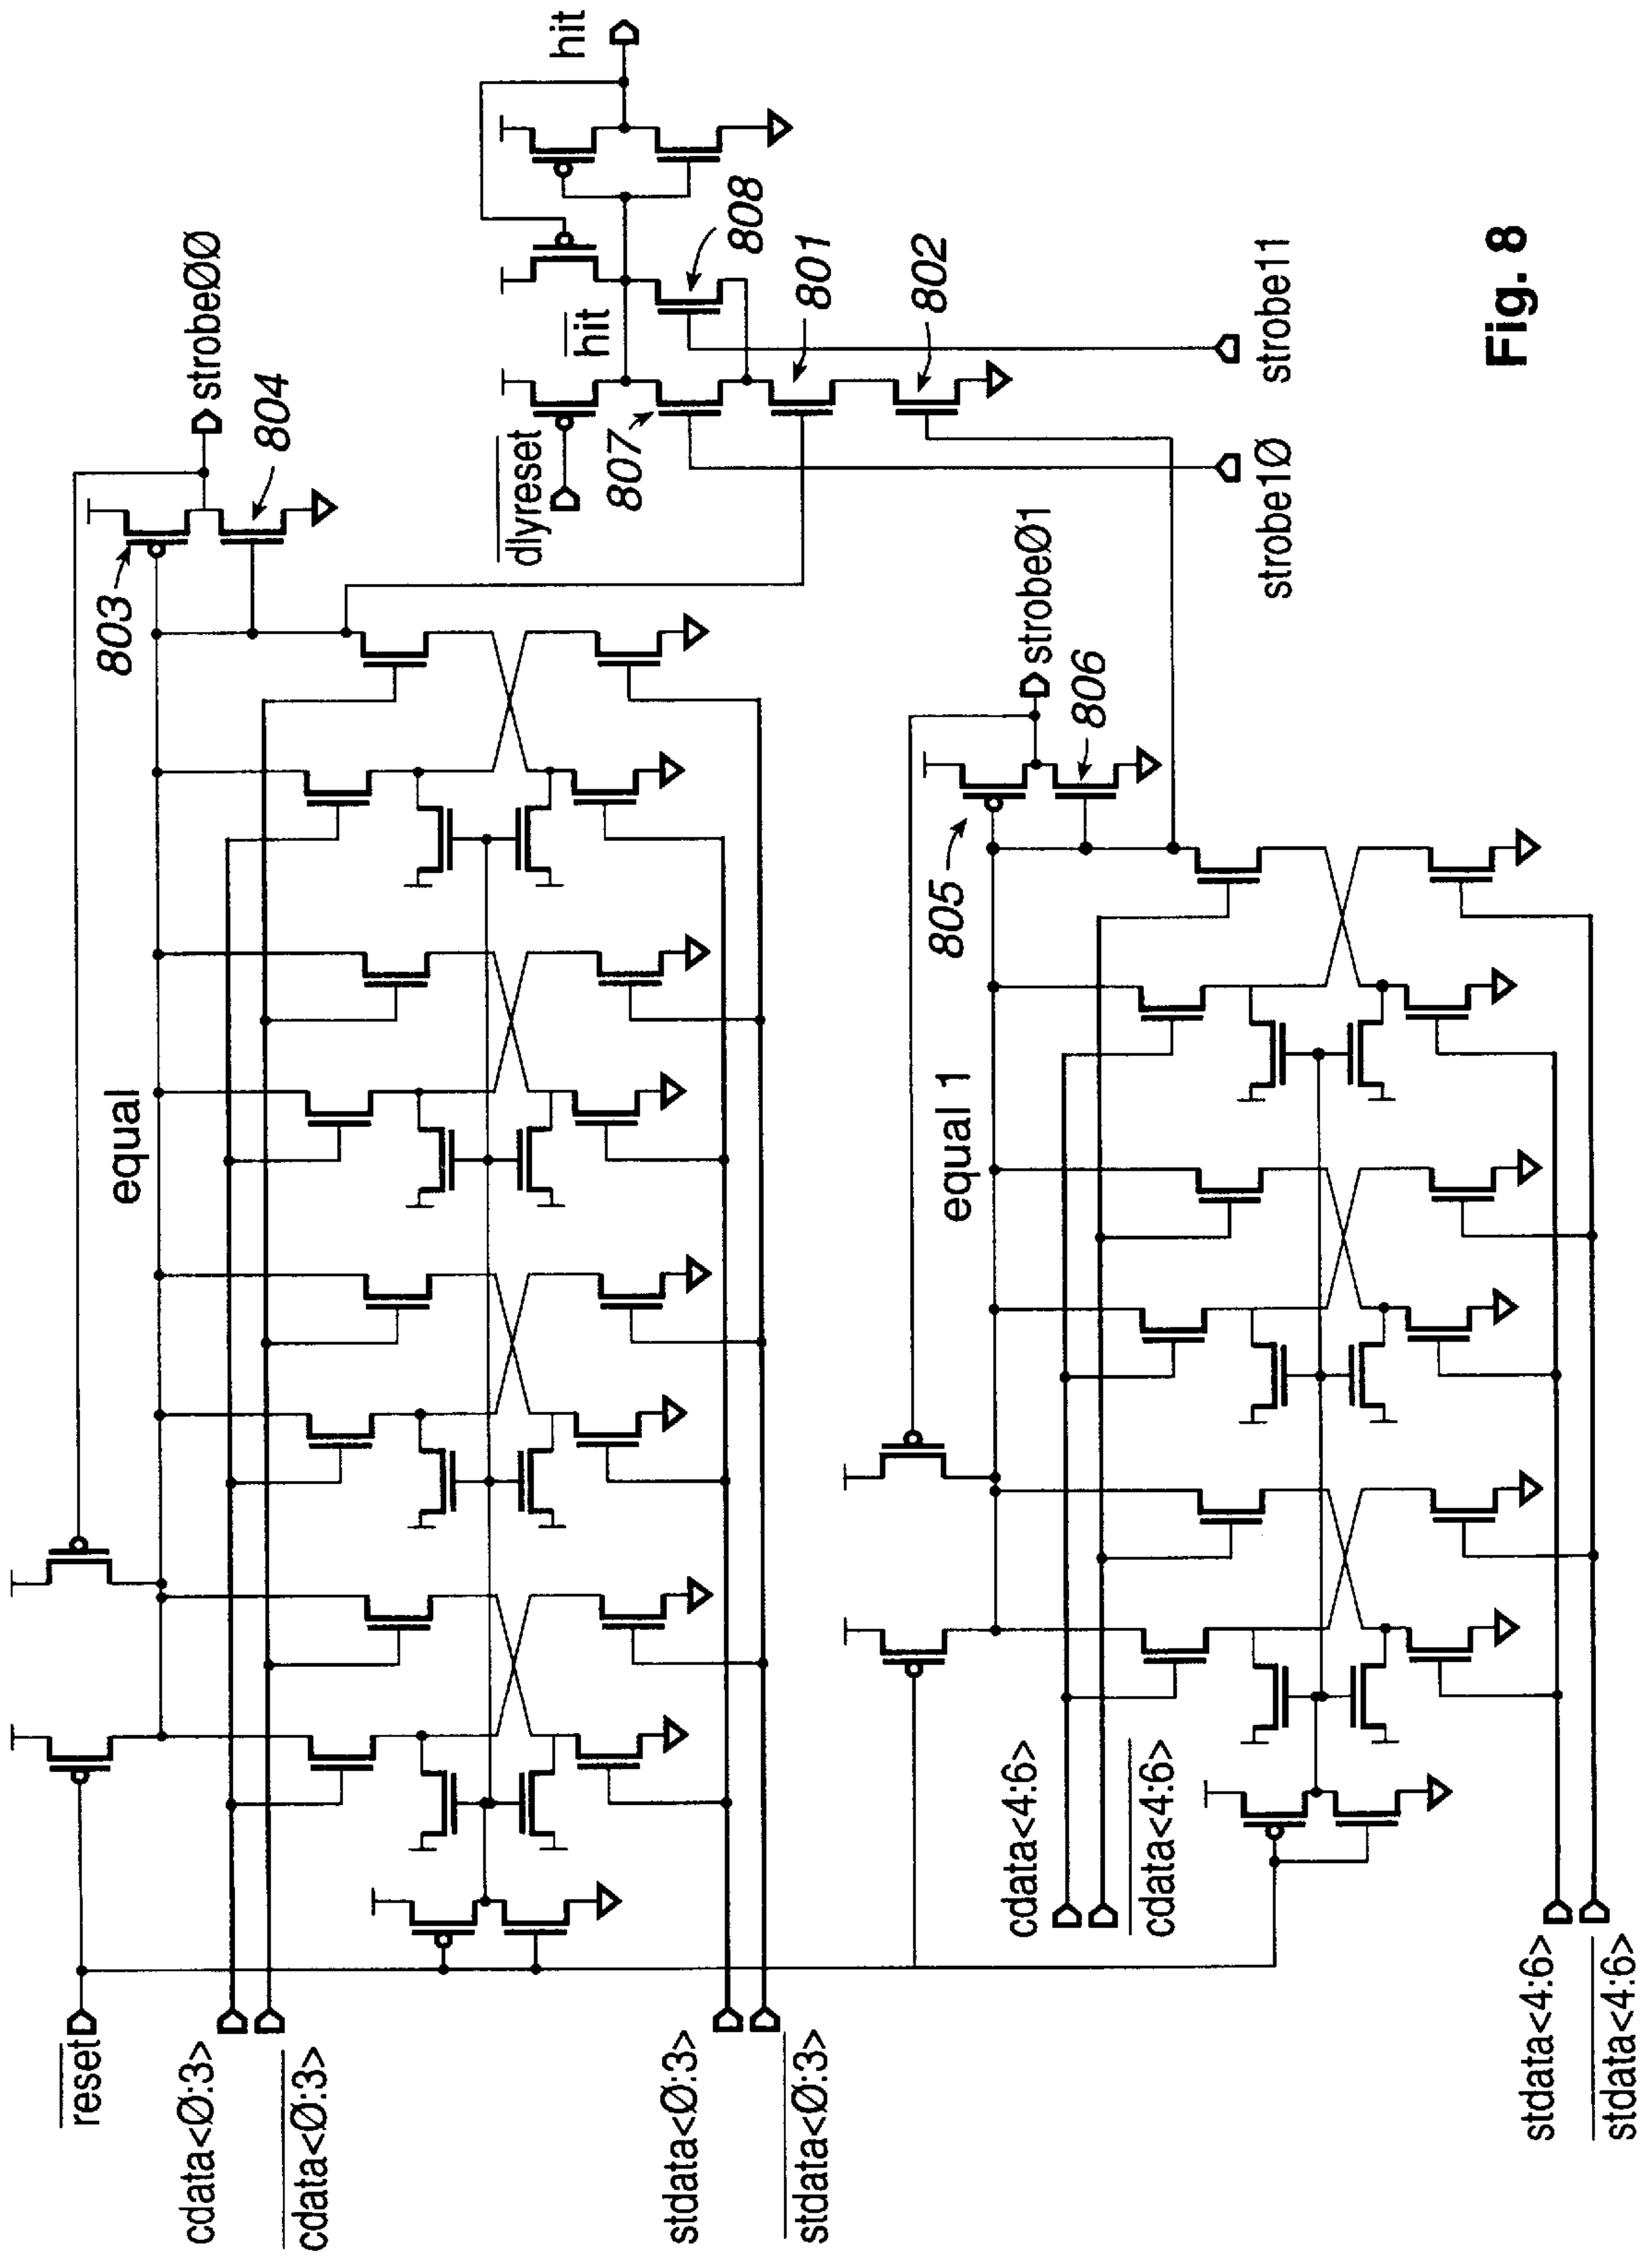 reset
cdata<Ø:3>
cdata<Ø:3>
stdata<Ø:3>
stdata<Ø:3>
equal
803
strobeØØ
804
dlyreset
hit
hit
807
808
801
802
strobe1Ø
strobe11
cdata<4:6>
cdata<4:6>
stdata<4:6>
stdata<4:6>
equal 1
805
strobeØ1
806
Fig. 8